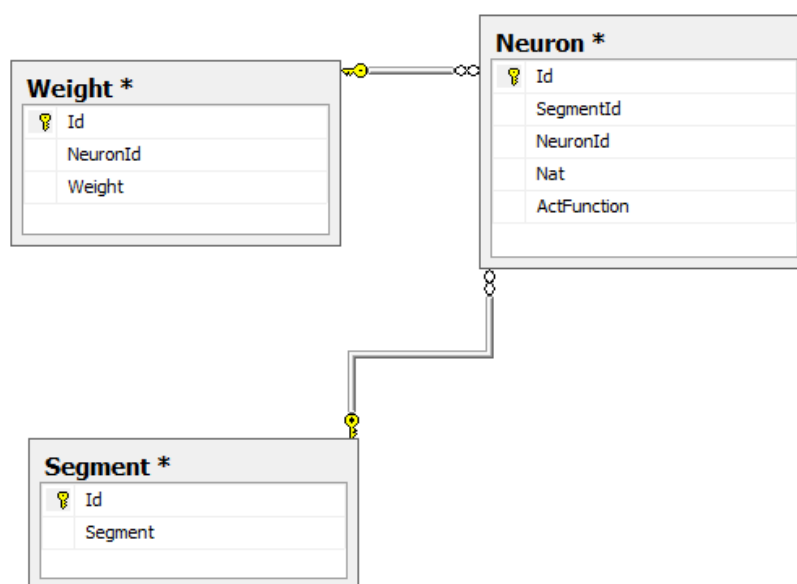 Weight *
Id
NeuronId
Weight
Neuron *
Id
SegmentId
NeuronId
Nat
ActFunction
Segment *
Id
Segment